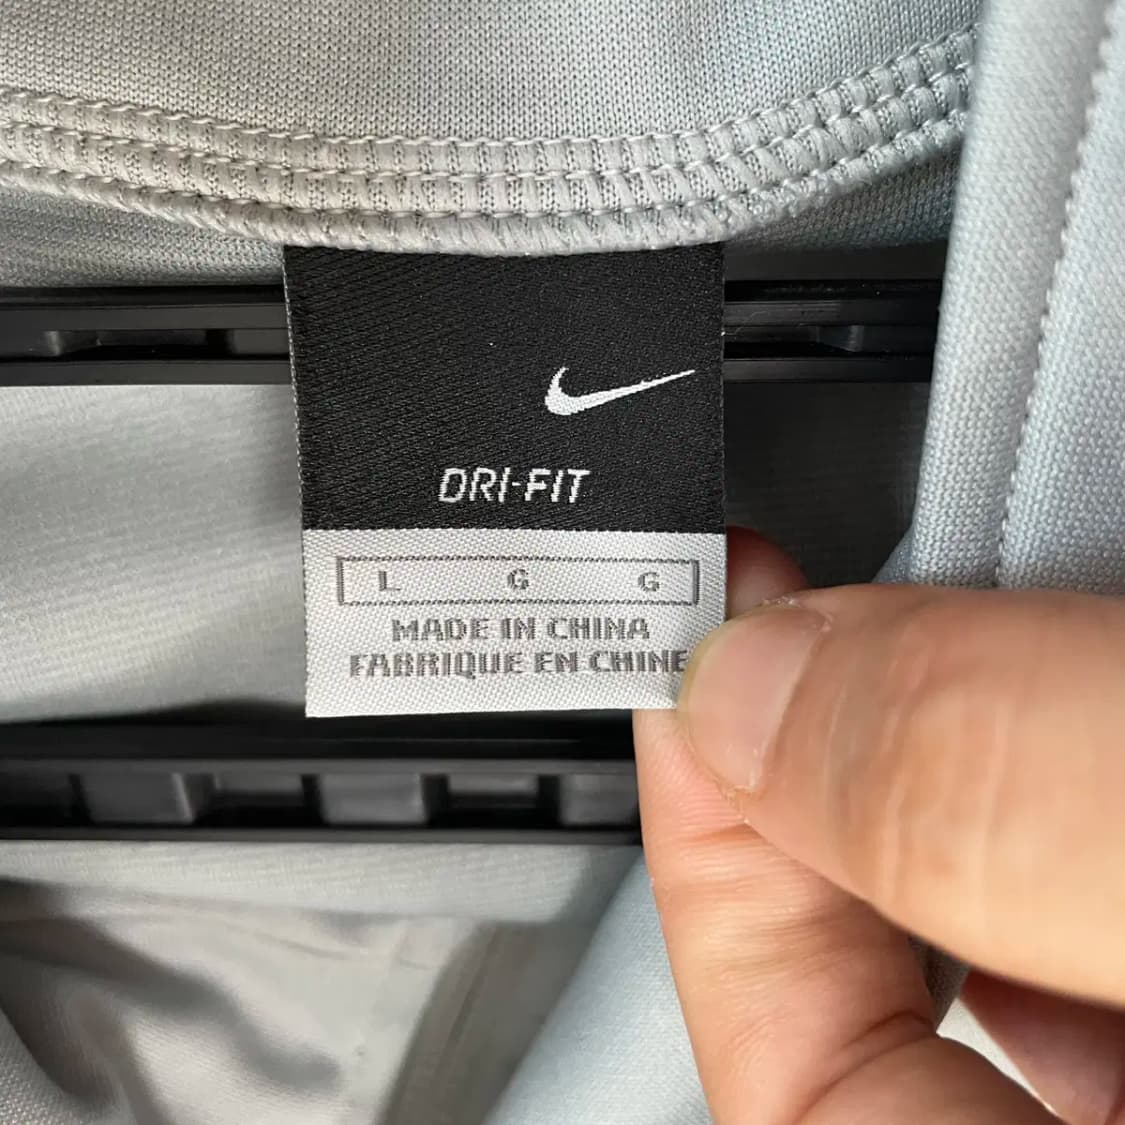 DRI-FIT
L G G
MADE IN CHINA
FABRIQUE EN CHINE